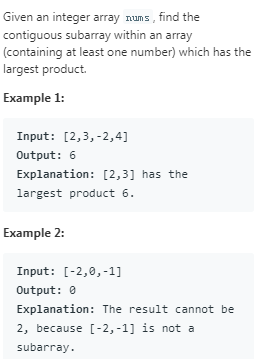 Given an integer array nums, find the
contiguous subarray within an array
(containing at least one number) which has the
largest product.
Example 1:
Input: [2,3,-2,4]
Output: 6
Explanation: [2,3] has the
largest product 6.
Example 2:
Input: [-2,0,-1]
Output: 0
Explanation: The result cannot be
2, because [-2,-1] is not a
subarray.